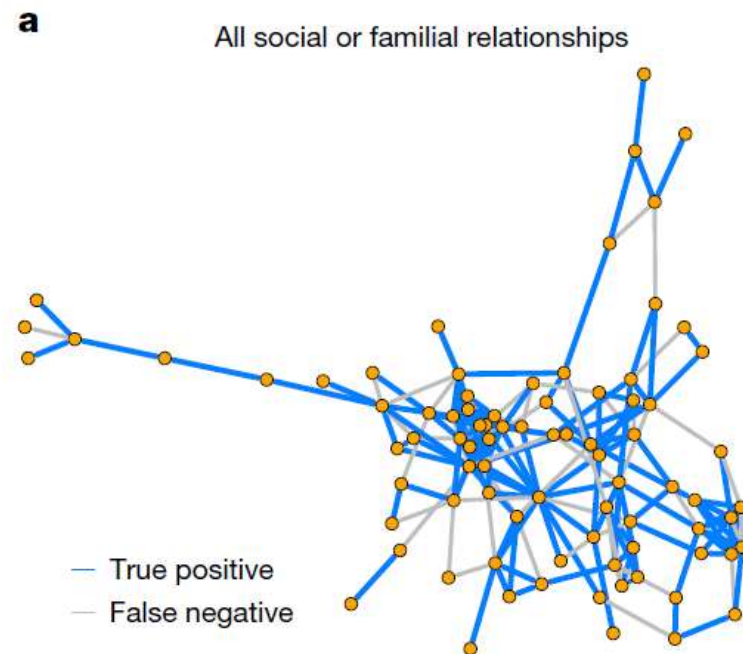 a
All social or familial relationships
True positive
False negative